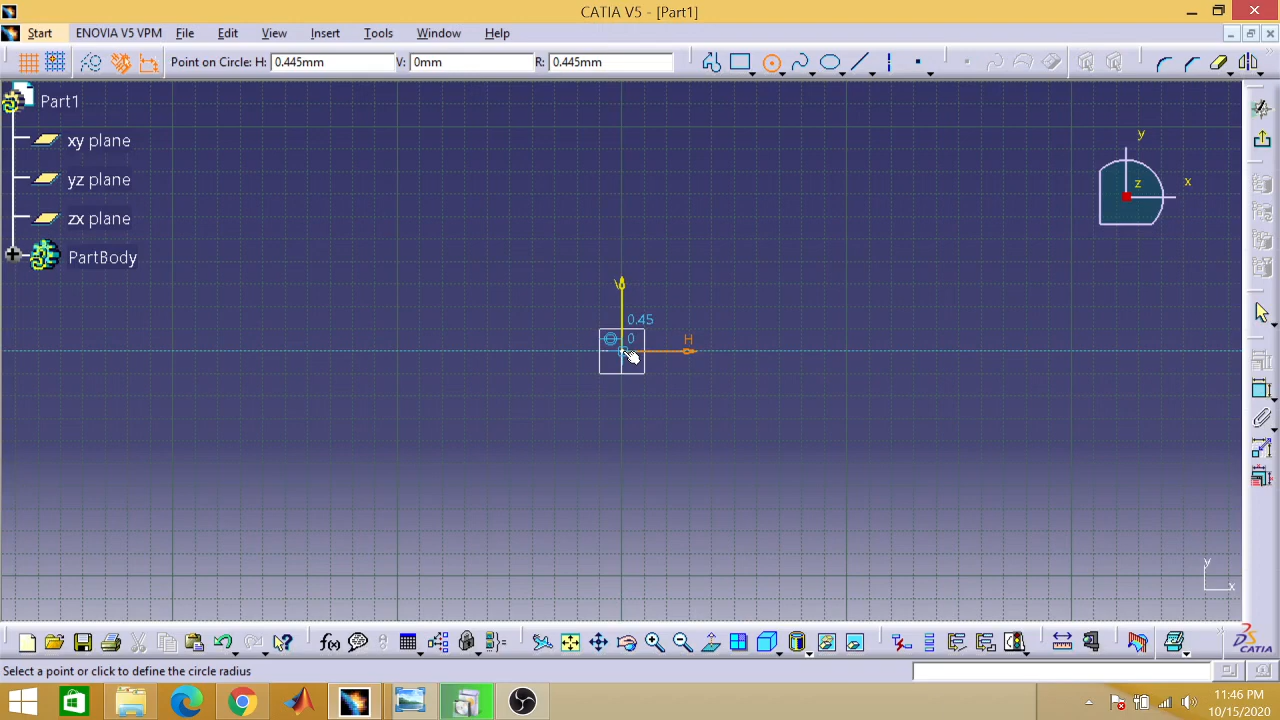 CATIA V5 - [Part1]
Start ENOVIA V5 VPM File Edit View Insert Tools Window Help
Point on Circle: H: 0.445mm V: 0mm R: 0.445mm
Part1
xy plane
yz plane
zx plane
PartBody
y
z
x
0.45
0
H
y
x
f(x)
CATIA
Select a point or click to define the circle radius
11:46 PM
10/15/2020